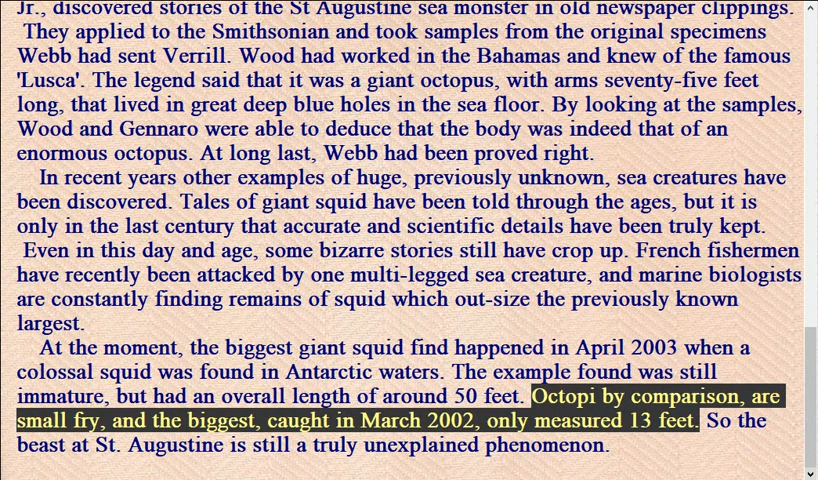 Jr., discovered stories of the St Augustine sea monster in old newspaper clippings.
They applied to the Smithsonian and took samples from the original specimens
Webb had sent Verrill. Wood had worked in the Bahamas and knew of the famous
'Lusca'. The legend said that it was a giant octopus, with arms seventy-five feet
long, that lived in great deep blue holes in the sea floor. By looking at the samples,
Wood and Gennaro were able to deduce that the body was indeed that of an
enormous octopus. At long last, Webb had been proved right.
In recent years other examples of huge, previously unknown, sea creatures have
been discovered. Tales of giant squid have been told through the ages, but it is
only in the last century that accurate and scientific details have been truly kept.
Even in this day and age, some bizarre stories still have crop up. French fishermen
have recently been attacked by one multi-legged sea creature, and marine biologists
are constantly finding remains of squid which out-size the previously known
largest.
At the moment, the biggest giant squid find happened in April 2003 when a
colossal squid was found in Antarctic waters. The example found was still
immature, but had an overall length of around 50 feet. Octopi by comparison, are
small fry, and the biggest, caught in March 2002, only measured 13 feet. So the
beast at St. Augustine is still a truly unexplained phenomenon.